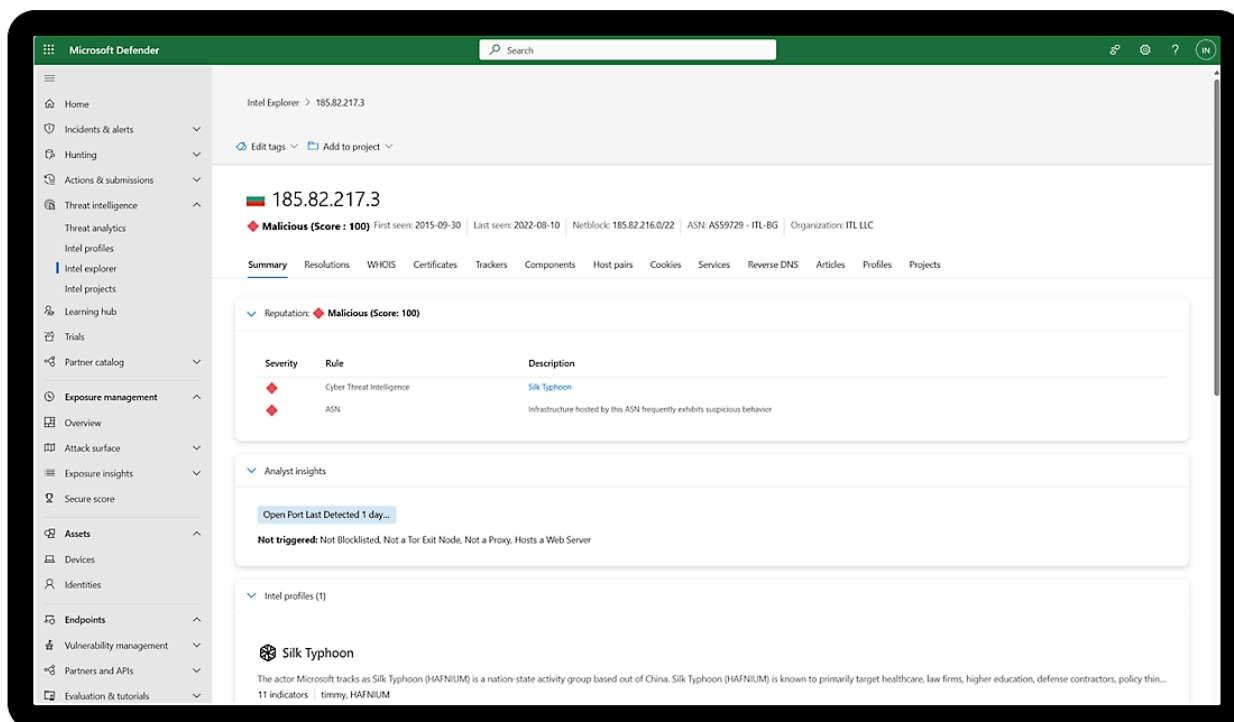 Microsoft Defender
Search
IN
Home
Incidents & alerts
Hunting
Actions & submissions
Threat intelligence
Threat analytics
Intel profiles
Intel explorer
Intel projects
Learning hub
Trials
Partner catalog
Exposure management
Overview
Attack surface
Exposure insights
Secure score
Assets
Devices
Identities
Endpoints
Vulnerability management
Partners and APIs
Evaluation & tutorials
Intel Explorer > 185.82.217.3
Edit tags Add to project
185.82.217.3
Malicious (Score : 100) First seen: 2015-09-30 | Last seen: 2022-08-10 | Netblock: 185.82.216.0/22 | ASN: AS59729 - ITL-BG | Organization: ITL LLC
Summary Resolutions WHOIS Certificates Trackers Components Host pairs Cookies Services Reverse DNS Articles Profiles Projects
Reputation: Malicious (Score: 100)
Severity Rule Description
Cyber Threat Intelligence Silk Typhoon
ASN Infrastructure hosted by this ASN frequently exhibits suspicious behavior
Analyst insights
Open Port Last Detected 1 day...
Not triggered: Not Blocklisted, Not a Tor Exit Node, Not a Proxy, Hosts a Web Server
Intel profiles (1)
Silk Typhoon
The actor Microsoft tracks as Silk Typhoon (HAFNIUM) is a nation-state activity group based out of China. Silk Typhoon (HAFNIUM) is known to primarily target healthcare, law firms, higher education, defense contractors, policy thin...
11 indicators | timmy, HAFNIUM